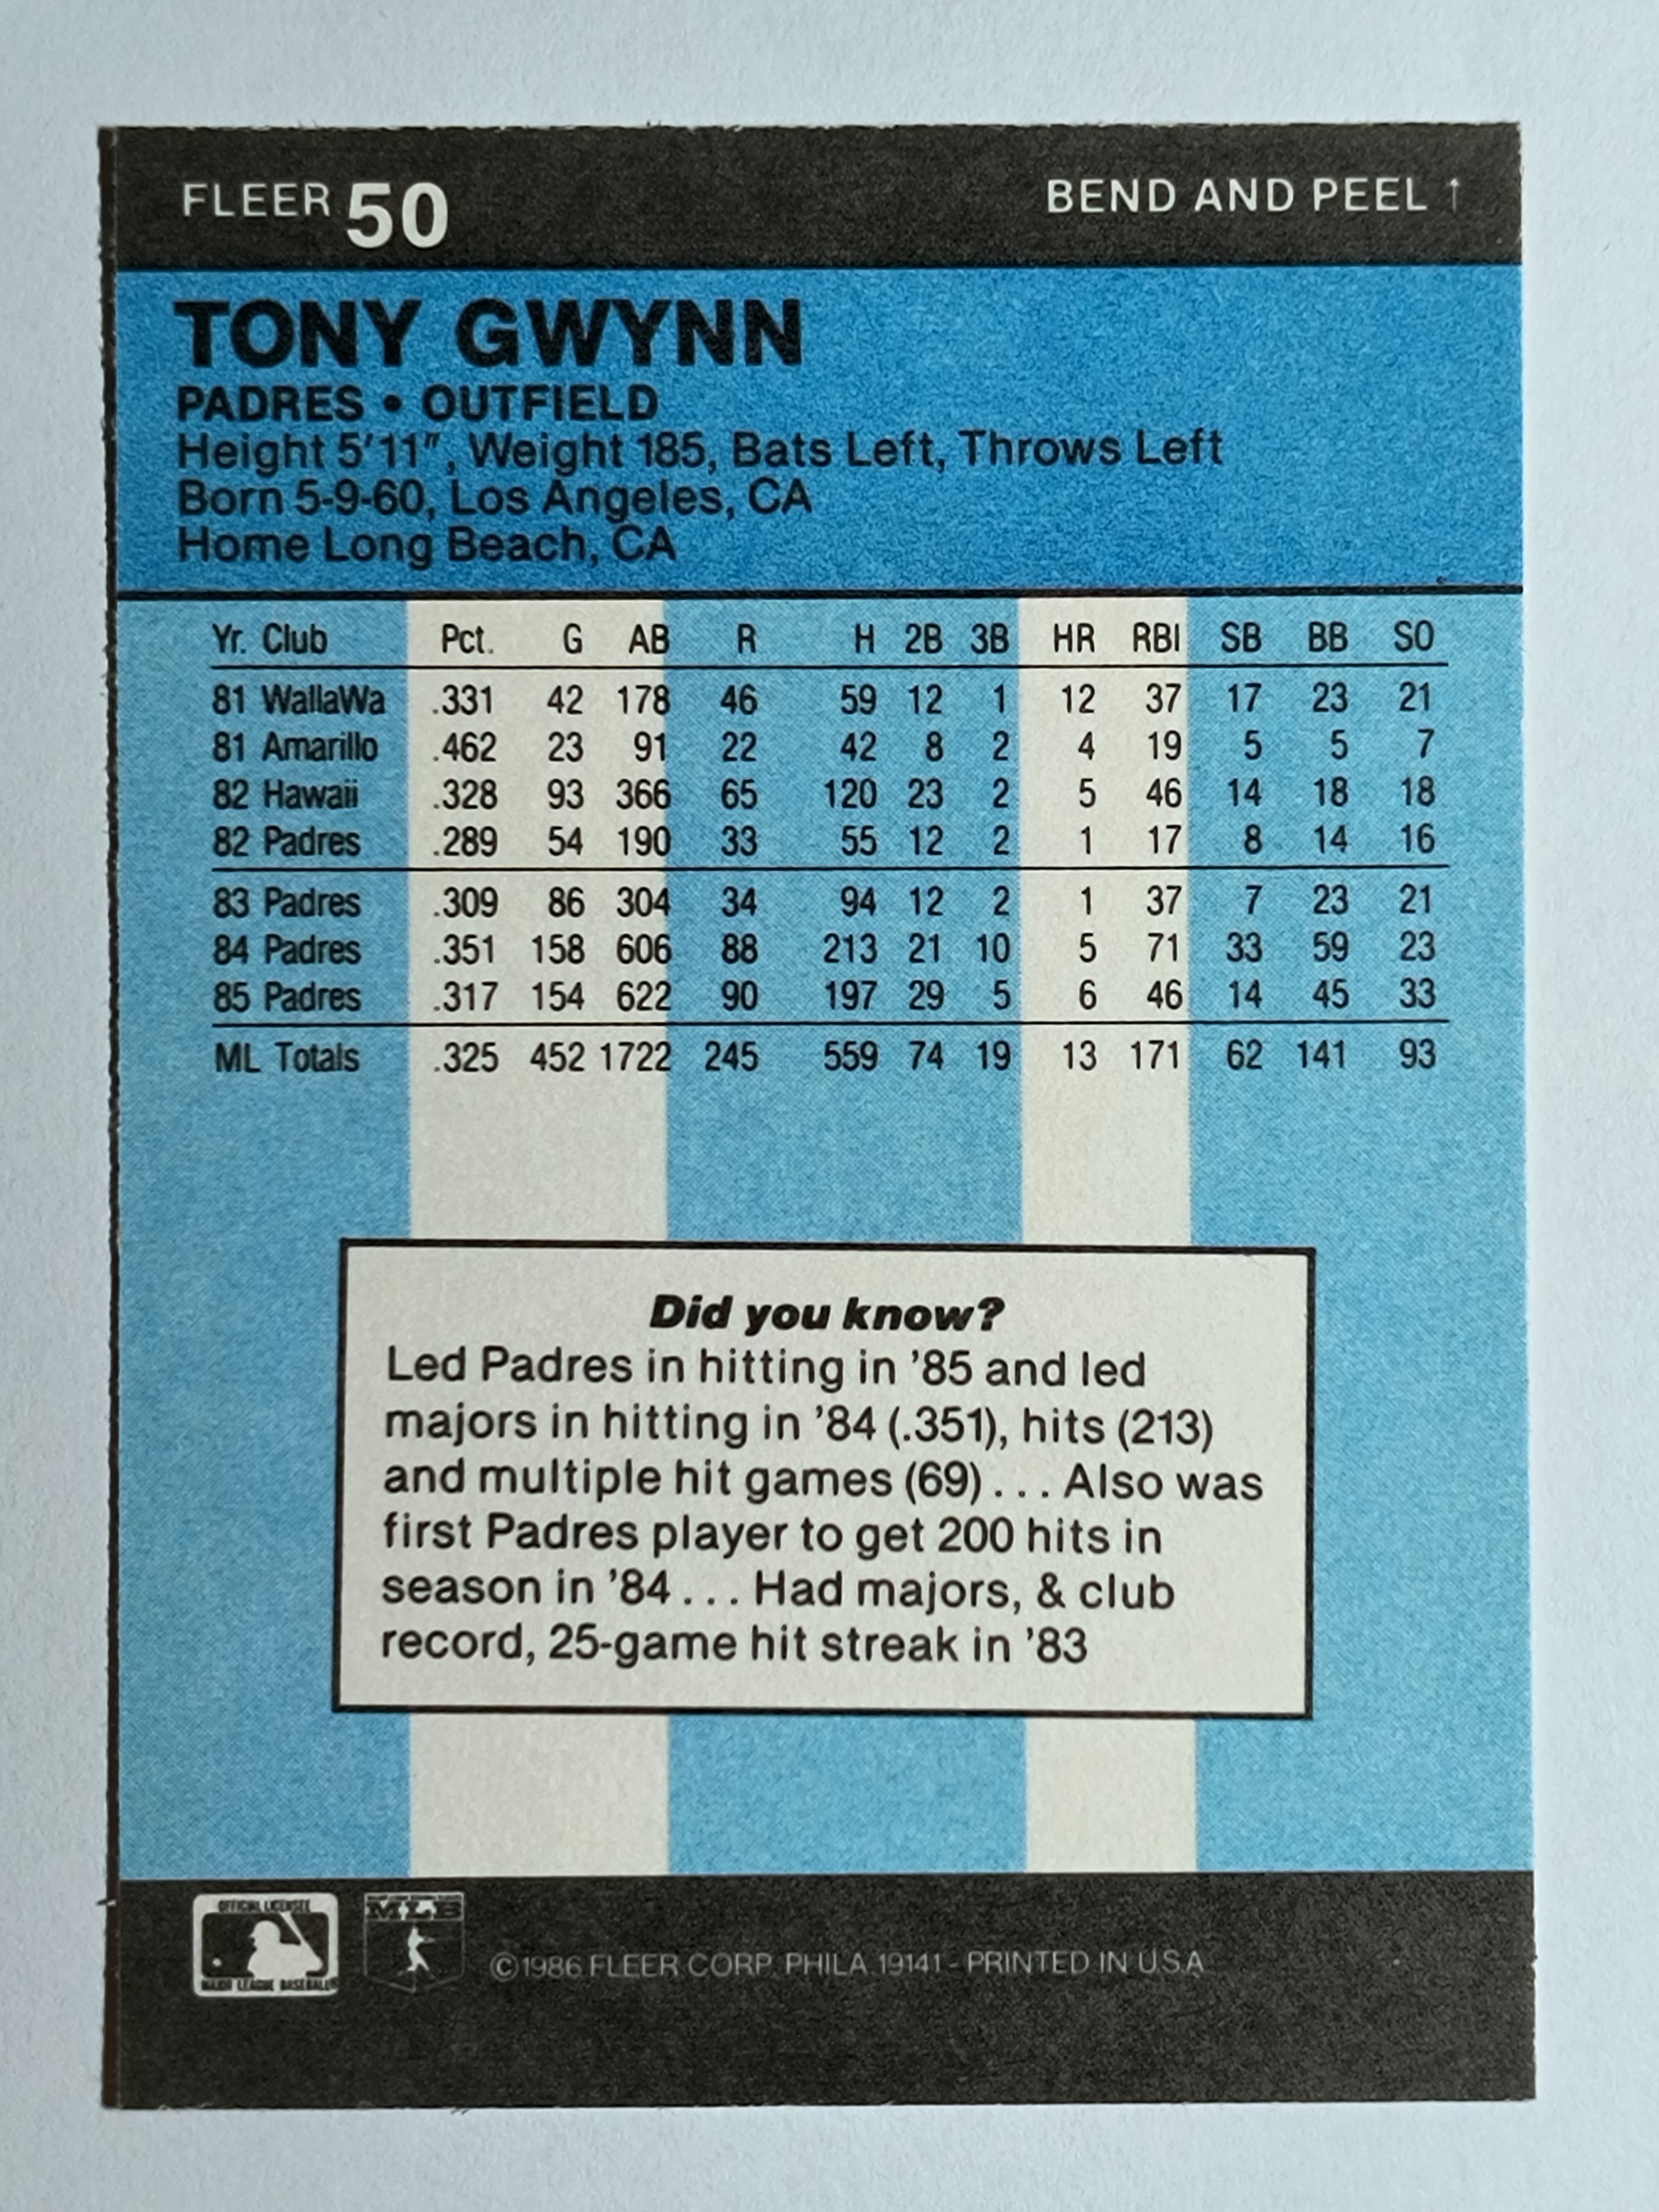 FLEER 50 BEND AND PEEL ↑
TONY GWYNN
PADRES • OUTFIELD
Height 5'11", Weight 185, Bats Left, Throws Left
Born 5-9-60, Los Angeles, CA
Home Long Beach, CA
Yr. Club Pct. G AB R H 2B 3B HR RBI SB BB SO
81 WallaWa .331 42 178 46 59 12 1 12 37 17 23 21
81 Amarillo .462 23 91 22 42 8 2 4 19 5 5 7
82 Hawaii .328 93 366 65 120 23 2 5 46 14 18 18
82 Padres .289 54 190 33 55 12 2 1 17 8 14 16
83 Padres .309 86 304 34 94 12 2 1 37 7 23 21
84 Padres .351 158 606 88 213 21 10 5 71 33 59 23
85 Padres .317 154 622 90 197 29 5 6 46 14 45 33
ML Totals .325 452 1722 245 559 74 19 13 171 62 141 93
Did you know?
Led Padres in hitting in '85 and led
majors in hitting in '84 (.351), hits (213)
and multiple hit games (69) . . . Also was
first Padres player to get 200 hits in
season in '84 . . . Had majors, & club
record, 25-game hit streak in '83
OFFICIAL LICENSEE
MAJOR LEAGUE BASEBALL
MLB
©1986 FLEER CORP. PHILA. 19141 - PRINTED IN U.S.A.